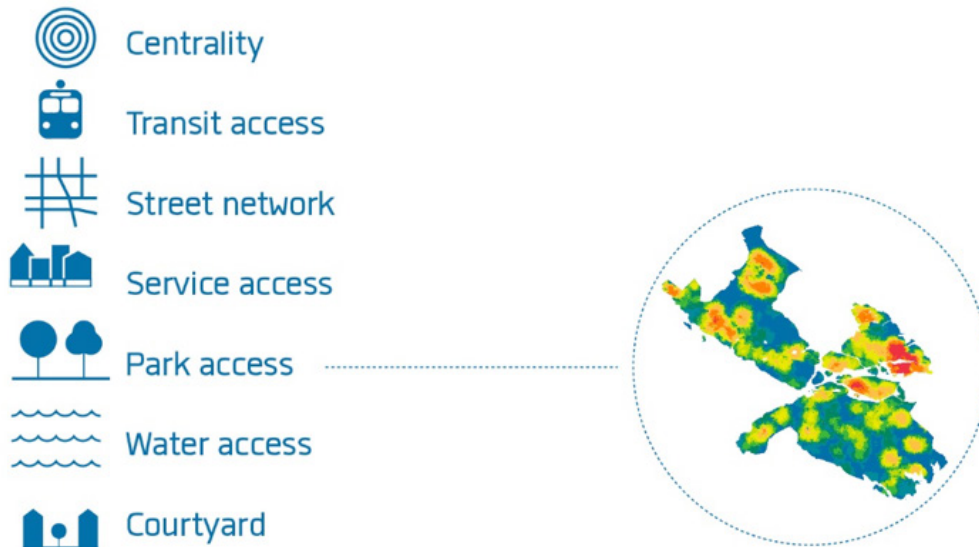 Centrality
Transit access
Street network
Service access
Park access
Water access
Courtyard